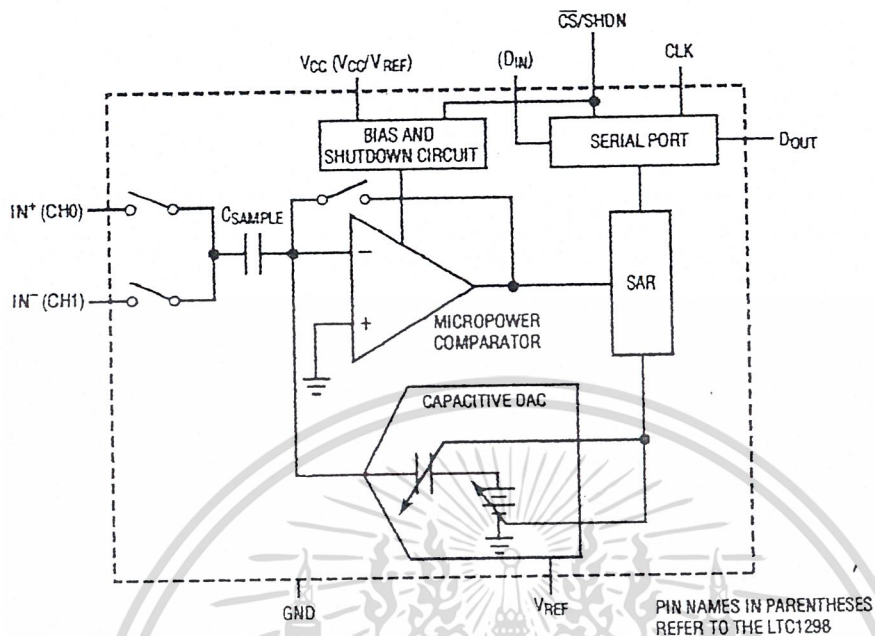 CS/SHDN
VCC (VCC/VREF)
(DIN)
CLK
BIAS AND
SHUTDOWN CIRCUIT
SERIAL PORT
DOUT
IN+ (CH0)
CSAMPLE
IN− (CH1)
−
+
MICROPOWER
COMPARATOR
SAR
CAPACITIVE DAC
GND
VREF
PIN NAMES IN PARENTHESES
REFER TO THE LTC1298